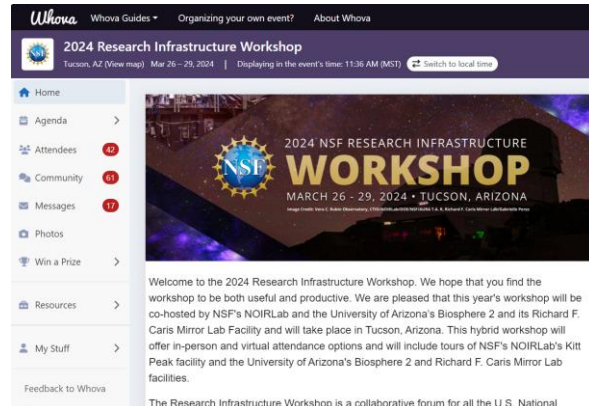 Whova Whova Guides Organizing your own event? About Whova
2024 Research Infrastructure Workshop
Tucson, AZ (View map) Mar 26 – 29, 2024 | Displaying in the event's time: 11:36 AM (MST) Switch to local time
Home
Agenda
Attendees 42
Community 61
Messages 17
Photos
Win a Prize
Resources
My Stuff
Feedback to Whova
2024 NSF RESEARCH INFRASTRUCTURE
NSF
WORKSHOP
MARCH 26 - 29, 2024 • TUCSON, ARIZONA
Welcome to the 2024 Research Infrastructure Workshop. We hope that you find the
workshop to be both useful and productive. We are pleased that this year's workshop will be
co-hosted by NSF's NOIRLab and the University of Arizona's Biosphere 2 and its Richard F.
Caris Mirror Lab Facility and will take place in Tucson, Arizona. This hybrid workshop will
offer in-person and virtual attendance options and will include tours of NSF's NOIRLab's Kitt
Peak facility and the University of Arizona's Biosphere 2 and Richard F. Caris Mirror Lab
facilities.
The Research Infrastructure Workshop is a collaborative forum for all the U.S. National